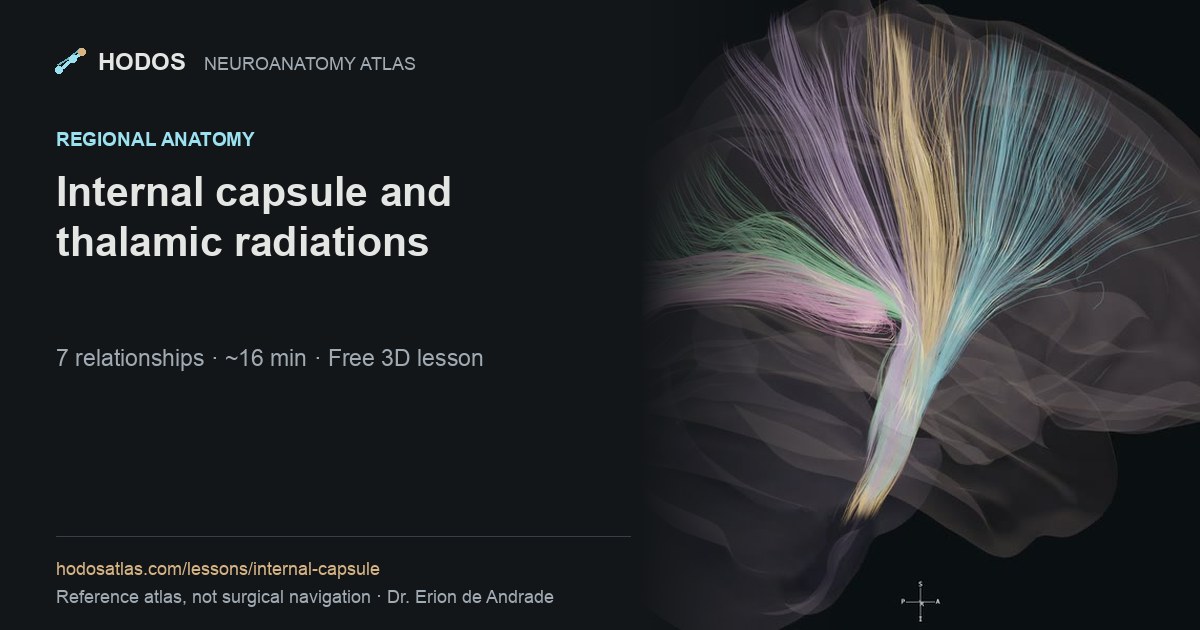 HODOS NEUROANATOMY ATLAS
REGIONAL ANATOMY
Internal capsule and
thalamic radiations
7 relationships · ~16 min · Free 3D lesson
hodosatlas.com/lessons/internal-capsule
Reference atlas, not surgical navigation · Dr. Erion de Andrade
S
P A
I